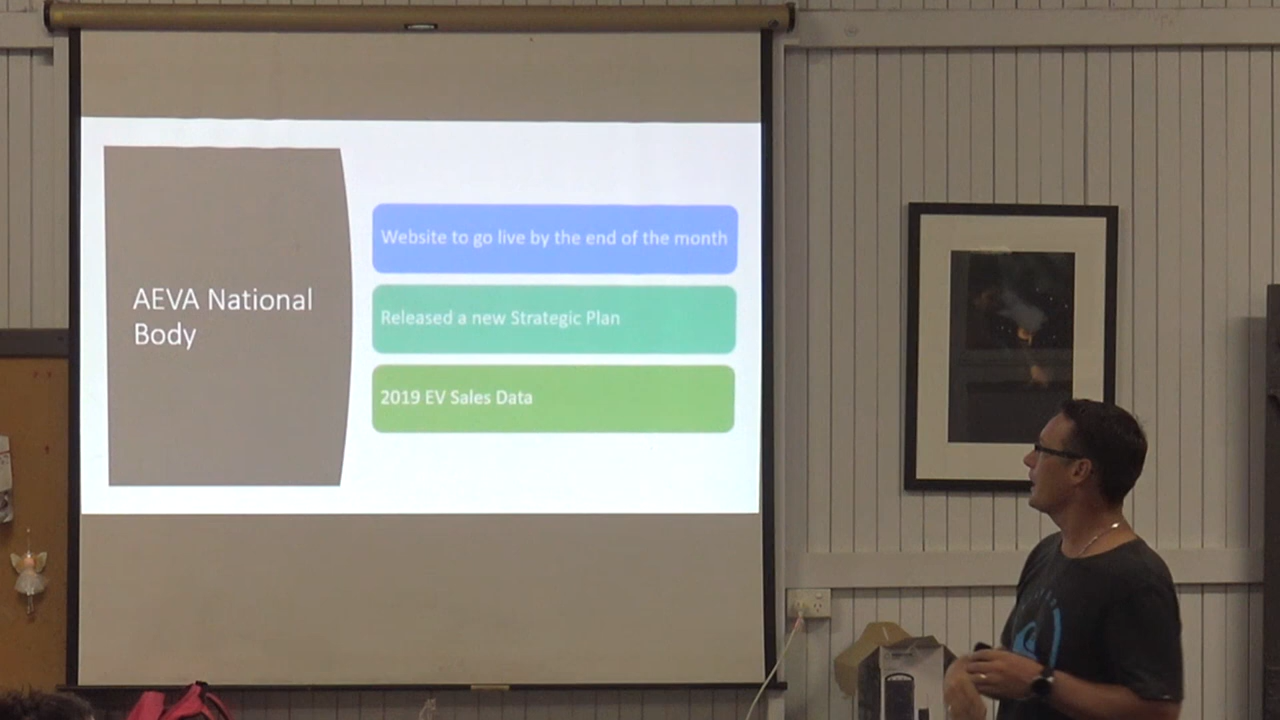 AEVA National
Body
Website to go live by the end of the month
Released a new Strategic Plan
2019 EV Sales Data